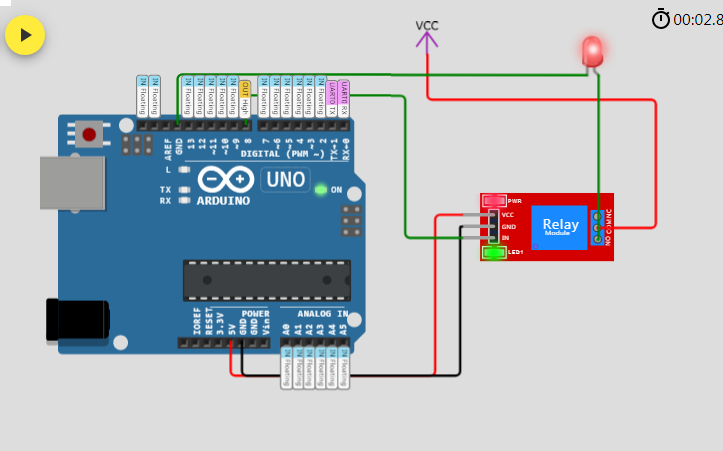 VCC
00:02.8
IN Floating
IN Floating
IN Floating
IN Floating
IN Floating
IN Floating
IN Floating
OUT High
IN Floating
IN Floating
IN Floating
IN Floating
IN Floating
IN Floating
UART0 TX
UART0 RX
AREF
GND
13
12
~11
~10
~9
8
7
~6
~5
4
~3
2
TX→1
RX←0
DIGITAL (PWM ~)
L
TX
RX
UNO
ON
ARDUINO
PWR
VCC
GND
IN
Relay
Module
NO COM NC
LED1
IOREF
RESET
3.3V
5V
GND
GND
Vin
POWER
ANALOG IN
A0
A1
A2
A3
A4
A5
IN Floating
IN Floating
IN Floating
IN Floating
IN Floating
IN Floating